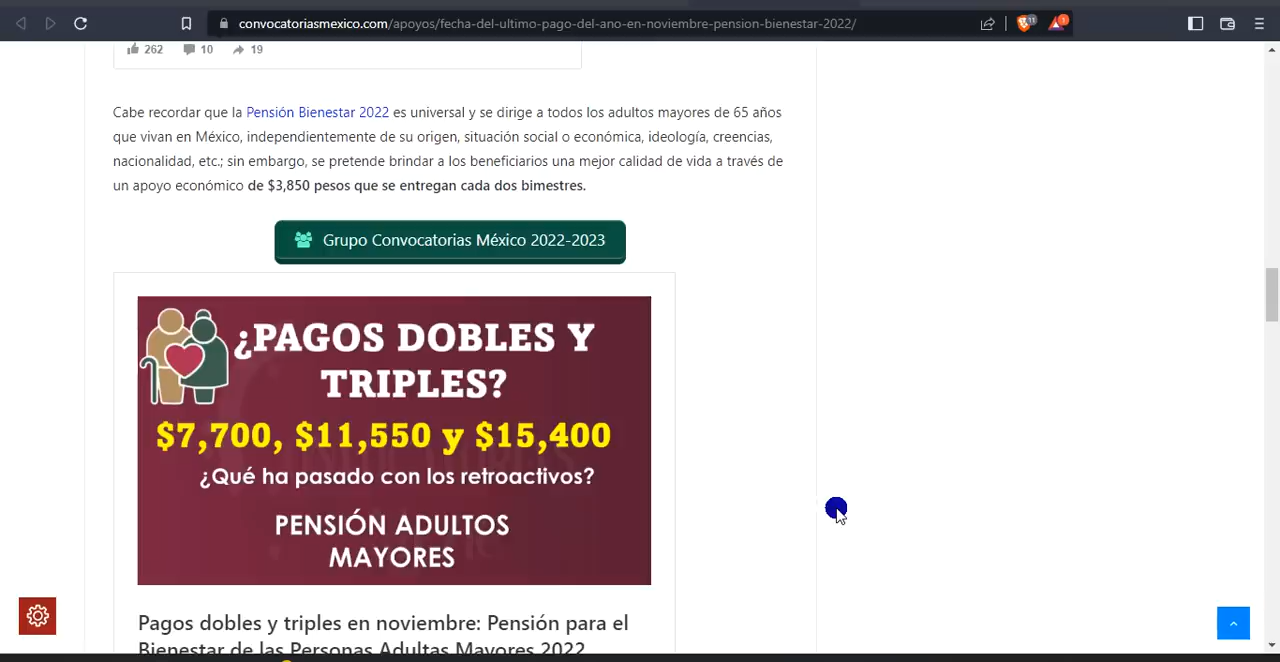 convocatoriasmexico.com/apoyos/fecha-del-ultimo-pago-del-ano-en-noviembre-pension-bienestar-2022/
11
1
262 10 19
Cabe recordar que la Pensión Bienestar 2022 es universal y se dirige a todos los adultos mayores de 65 años
que vivan en México, independientemente de su origen, situación social o económica, ideología, creencias,
nacionalidad, etc.; sin embargo, se pretende brindar a los beneficiarios una mejor calidad de vida a través de
un apoyo económico de $3,850 pesos que se entregan cada dos bimestres.
Grupo Convocatorias México 2022-2023
¿PAGOS DOBLES Y
TRIPLES?
$7,700, $11,550 y $15,400
¿Qué ha pasado con los retroactivos?
PENSIÓN ADULTOS
MAYORES
Pagos dobles y triples en noviembre: Pensión para el
Bienestar de las Personas Adultas Mayores 2022